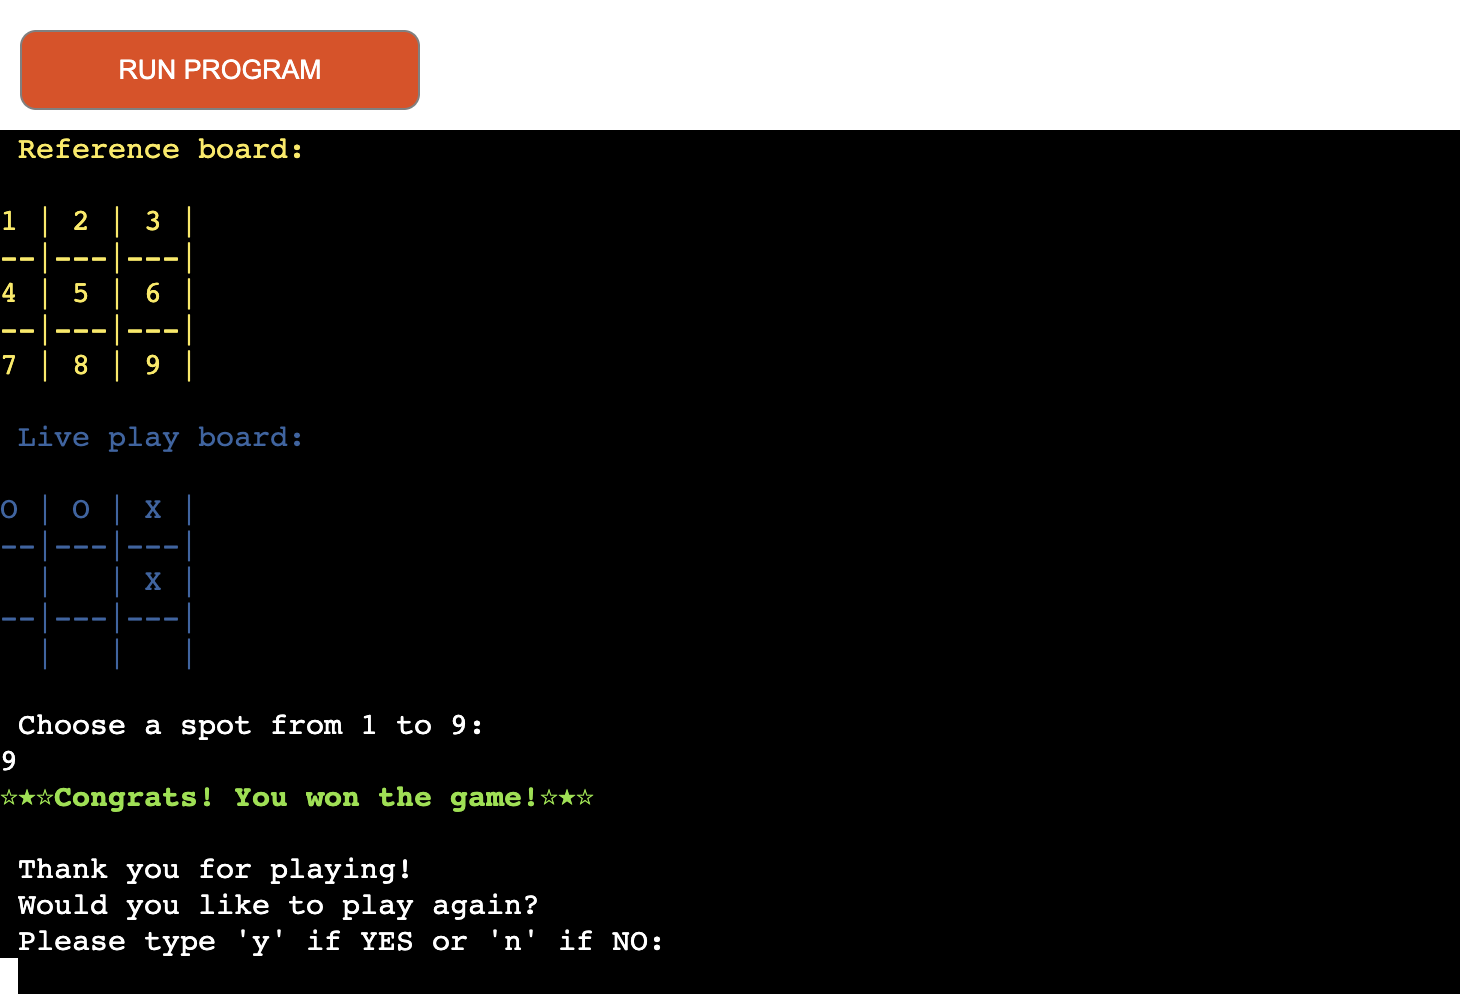 RUN PROGRAM
Reference board:
1 | 2 | 3 |
--|---|---|
4 | 5 | 6 |
--|---|---|
7 | 8 | 9 |
Live play board:
O | O | X |
--|---|---|
  |   | X |
--|---|---|
  |   |   |
Choose a spot from 1 to 9:
9
☆★☆Congrats! You won the game!☆★☆
Thank you for playing!
Would you like to play again?
Please type 'y' if YES or 'n' if NO: